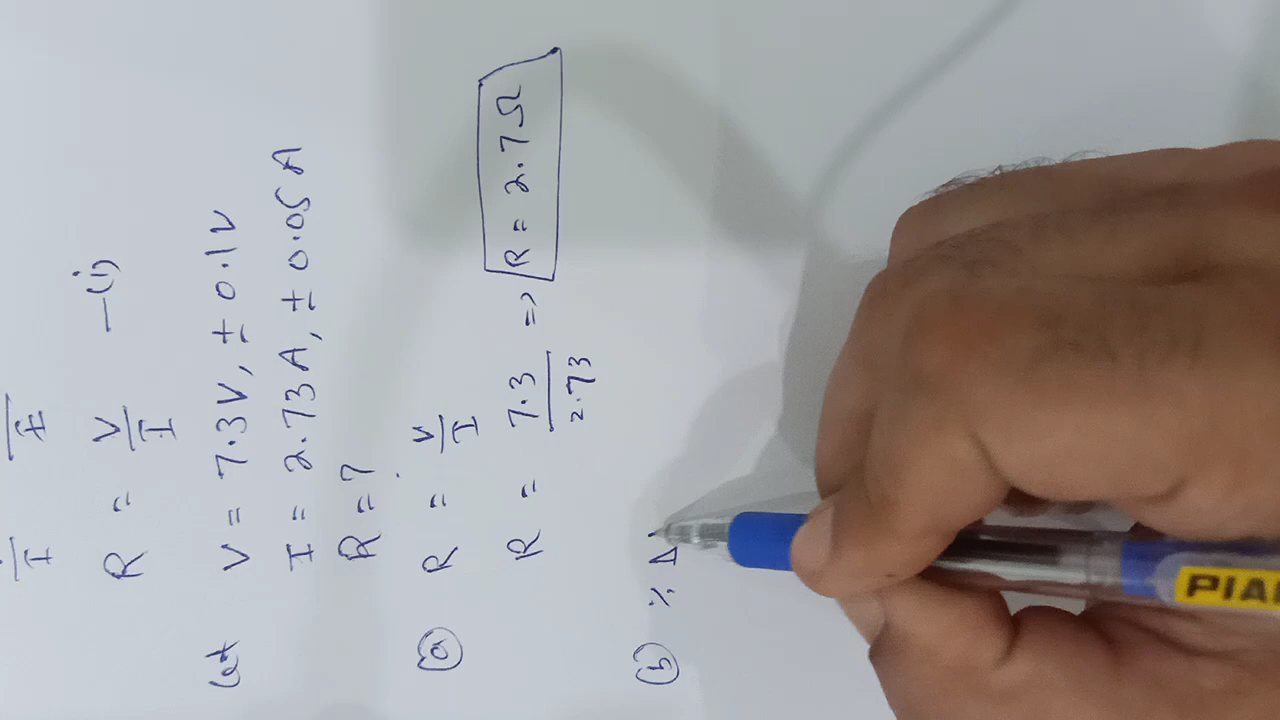 I I
R = V/I —(i)
Let V = 7.3V, ± 0.1V
I = 2.73A, ± 0.05A
R = ?
(a) R = V/I
R = 7.3/2.73 => R = 2.7Ω
(b) % Δ
PIA